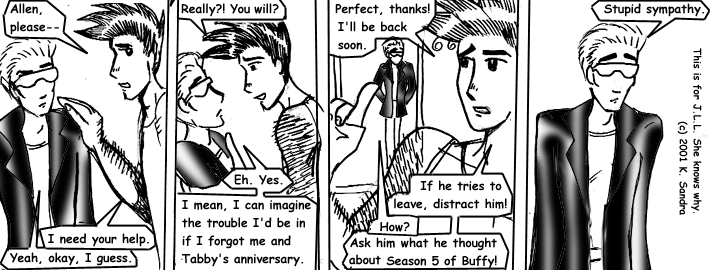 Allen,
please--
I need your help.
Yeah, okay, I guess.
Really?! You will?
Eh. Yes.
I mean, I can imagine
the trouble I'd be in
if I forgot me and
Tabby's anniversary.
Perfect, thanks!
I'll be back
soon.
If he tries to
leave, distract him!
How?
Ask him what he thought
about Season 5 of Buffy!
Stupid sympathy.
This is for J.L.L. She knows why.
(c) 2001 K. Sandra